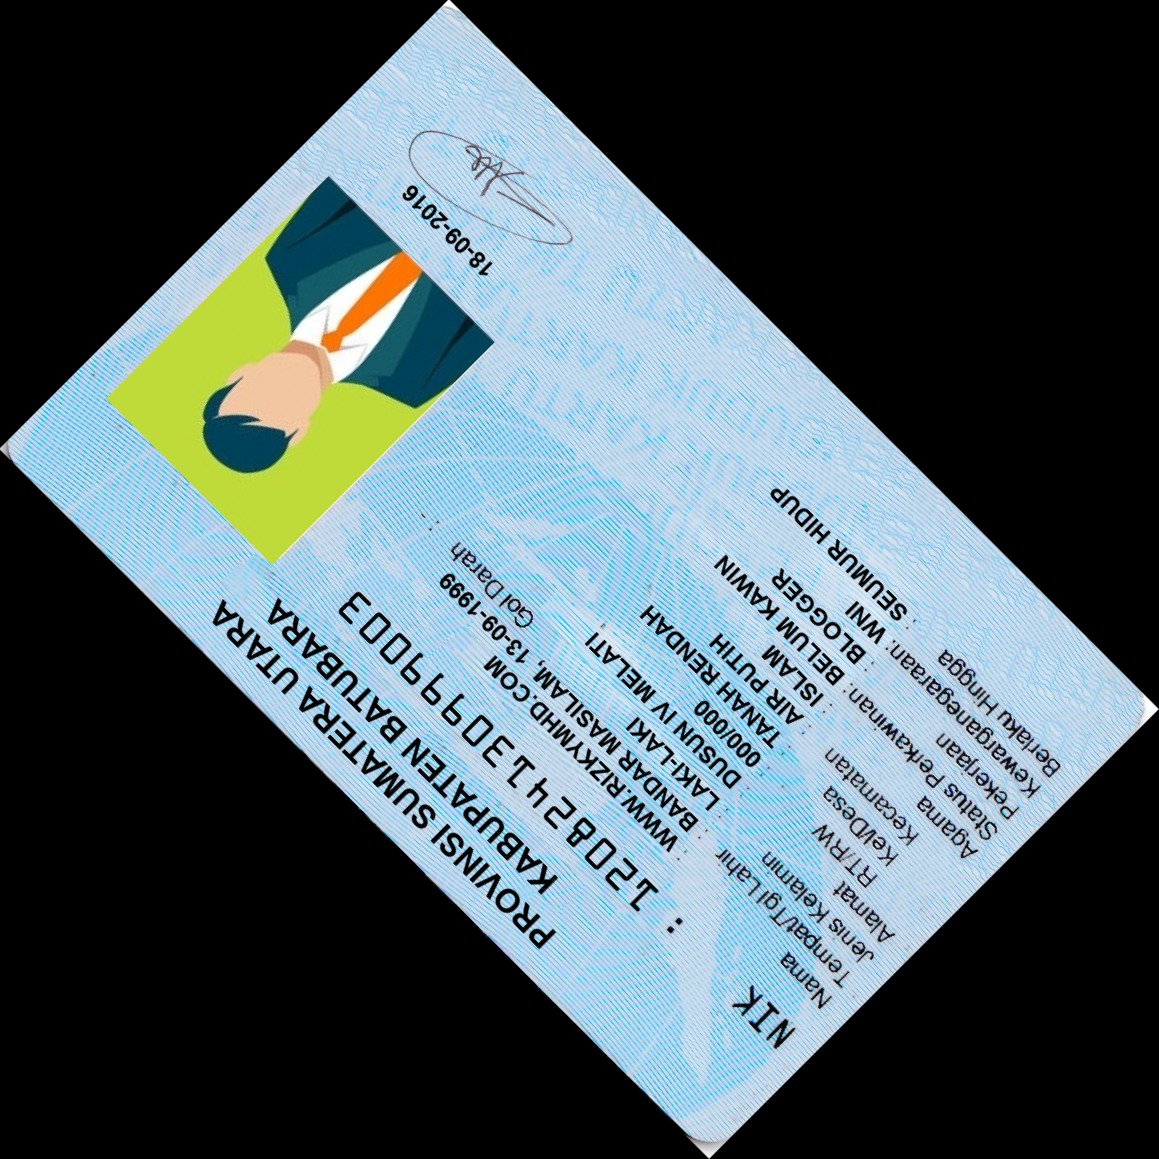 PROVINSI SUMATERA UTARA
KABUPATEN BATUBARA
NIK : 1208241309990003
Nama : WWW.RIZKYMHD.COM
Tempat/Tgl Lahir : BANDAR MASILAM, 13-09-1999
Jenis Kelamin : LAKI-LAKI Gol Darah : -
Alamat : DUSUN IV MELATI
RT/RW : 000/000
Kel/Desa : TANAH RENDAH
Kecamatan : AIR PUTIH
Agama : ISLAM
Status Perkawinan: BELUM KAWIN
Pekerjaan : BLOGGER
Kewarganegaraan: WNI
Berlaku Hingga : SEUMUR HIDUP
18-09-2016